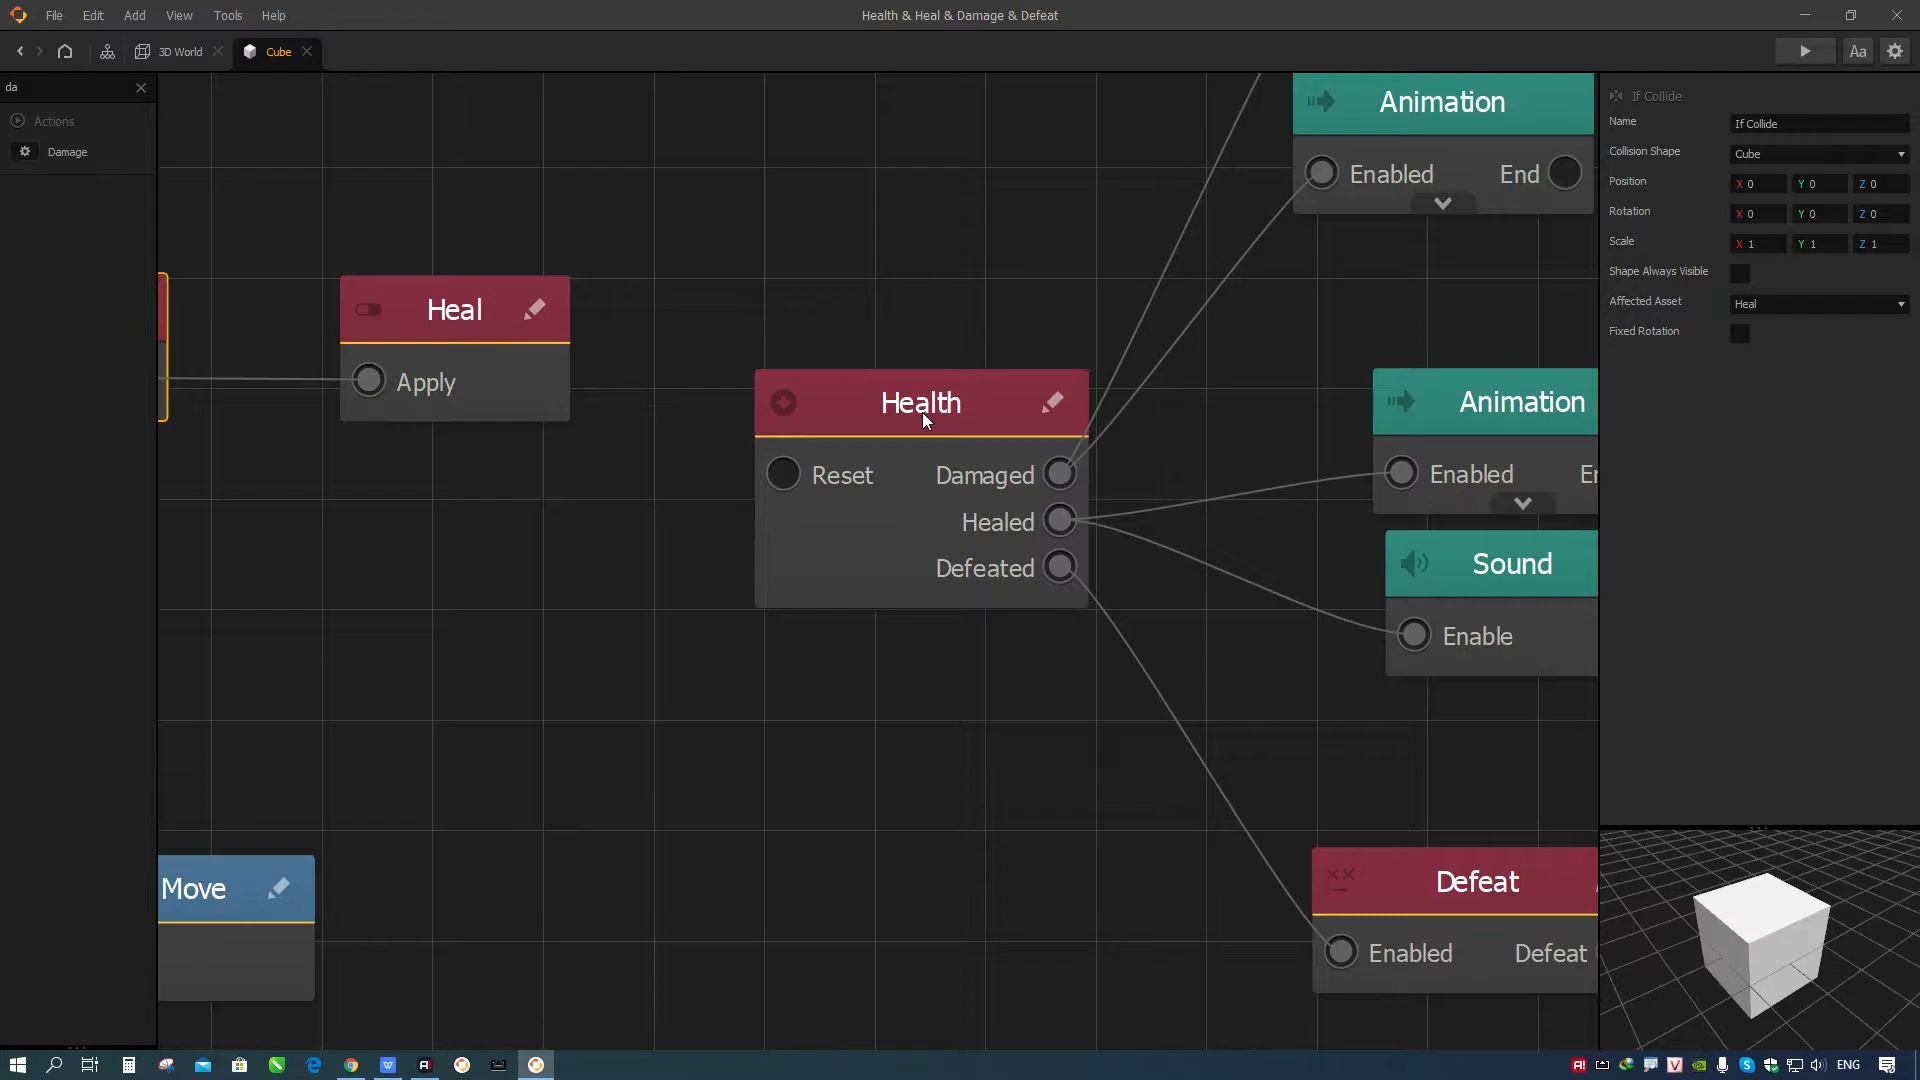 File Edit Add View Tools Help
Health & Heal & Damage & Defeat
3D World
Cube
Aa
da
Actions
Damage
Heal
Apply
Health
Reset
Damaged
Healed
Defeated
Animation
Enabled
End
Animation
Enabled
Sound
Enable
Move
Defeat
Enabled
Defeat
If Collide
Name
If Collide
Collision Shape
Cube
Position
X 0
Y 0
Z 0
Rotation
X 0
Y 0
Z 0
Scale
X 1
Y 1
Z 1
Shape Always Visible
Affected Asset
Heal
Fixed Rotation
ENG